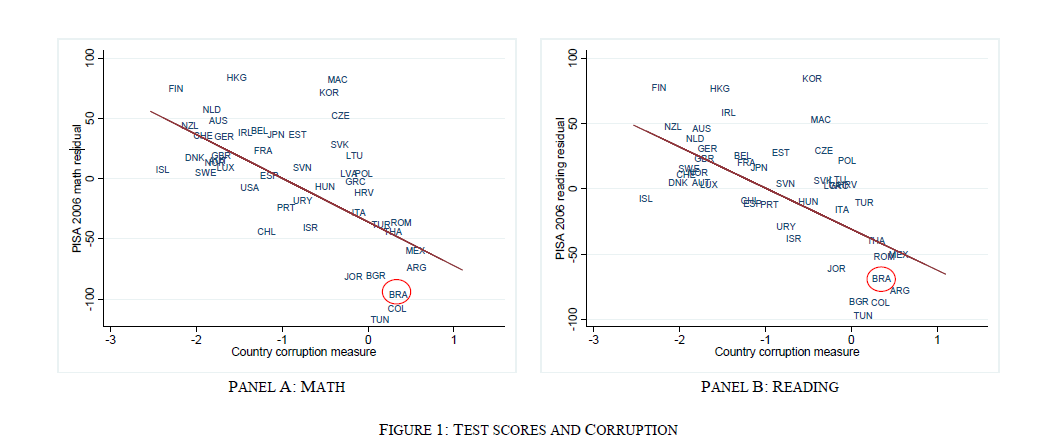 PISA 2006 math residual
100
50
0
-50
-100
HKG
MAC
FIN
KOR
NLD
CZE
AUS
NZL
CHE GER IRL BEL JPN EST
SVK
FRA
LTU
DNK GBR
ISL SWE LUX SVN
ESP LVA POL
GRC
USA HUN
HRV
URY
PRT ITA
ISR TUR ROM
CHL THA
MEX
ARG
JOR BGR
BRA
COL
TUN
-3 -2 -1 0 1
Country corruption measure
PANEL A: MATH
PISA 2006 reading residual
100
50
0
-50
-100
KOR
FIN HKG
IRL
MAC
NZL AUS
NLD
GER CZE
EST
GBR BEL
FRA POL
JPN
SWE NOR
CHE
DNK AUT LUX SVN SVK LTU
HRV
ISL
ESP PRT HUN TUR
ITA
URY
ISR THA
ROM MEX
JOR
BRA
ARG
BGR COL
TUN
-3 -2 -1 0 1
Country corruption measure
PANEL B: READING
FIGURE 1: TEST SCORES AND CORRUPTION